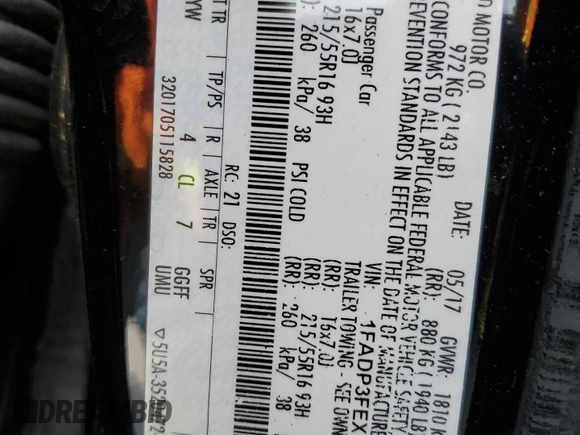 D MOTOR CO.
DATE: 05/17 GVWR: 1810
972 KG ( 2143 LB) (RR): 880 KG ( 1940 LB
CONFORMS TO ALL APPLICABLE FEDERAL MOTOR VEHICLE SAFETY
EVENTION STANDARDS IN EFFECT ON THE DATE OF MANUFACTURE
VIN: 1FADP3FEX
Passenger Car TRAILER TOWING - SEE OWN
16x7.0J (RR): 16x7.0J
215/55R16 93H (RR): 215/55R16 93H
260 kPa/ 38 PSI COLD (RR): 260 kPa/ 38
RC: 21 DSO:
T TR TP/PS R AXLE TR SPR
YW 4 CL 7 GGFF
UMU
3201705115828